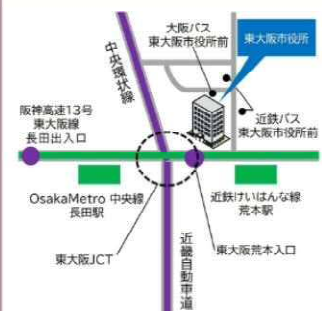 大阪バス
東大阪市役所前
東大阪市役所
中央環状線
阪神高速13号
東大阪線
長田出入口
近鉄バス
東大阪市役所前
OsakaMetro 中央線
長田駅
近鉄けいはんな線
荒本駅
東大阪JCT
近畿自動車道
東大阪荒本入口